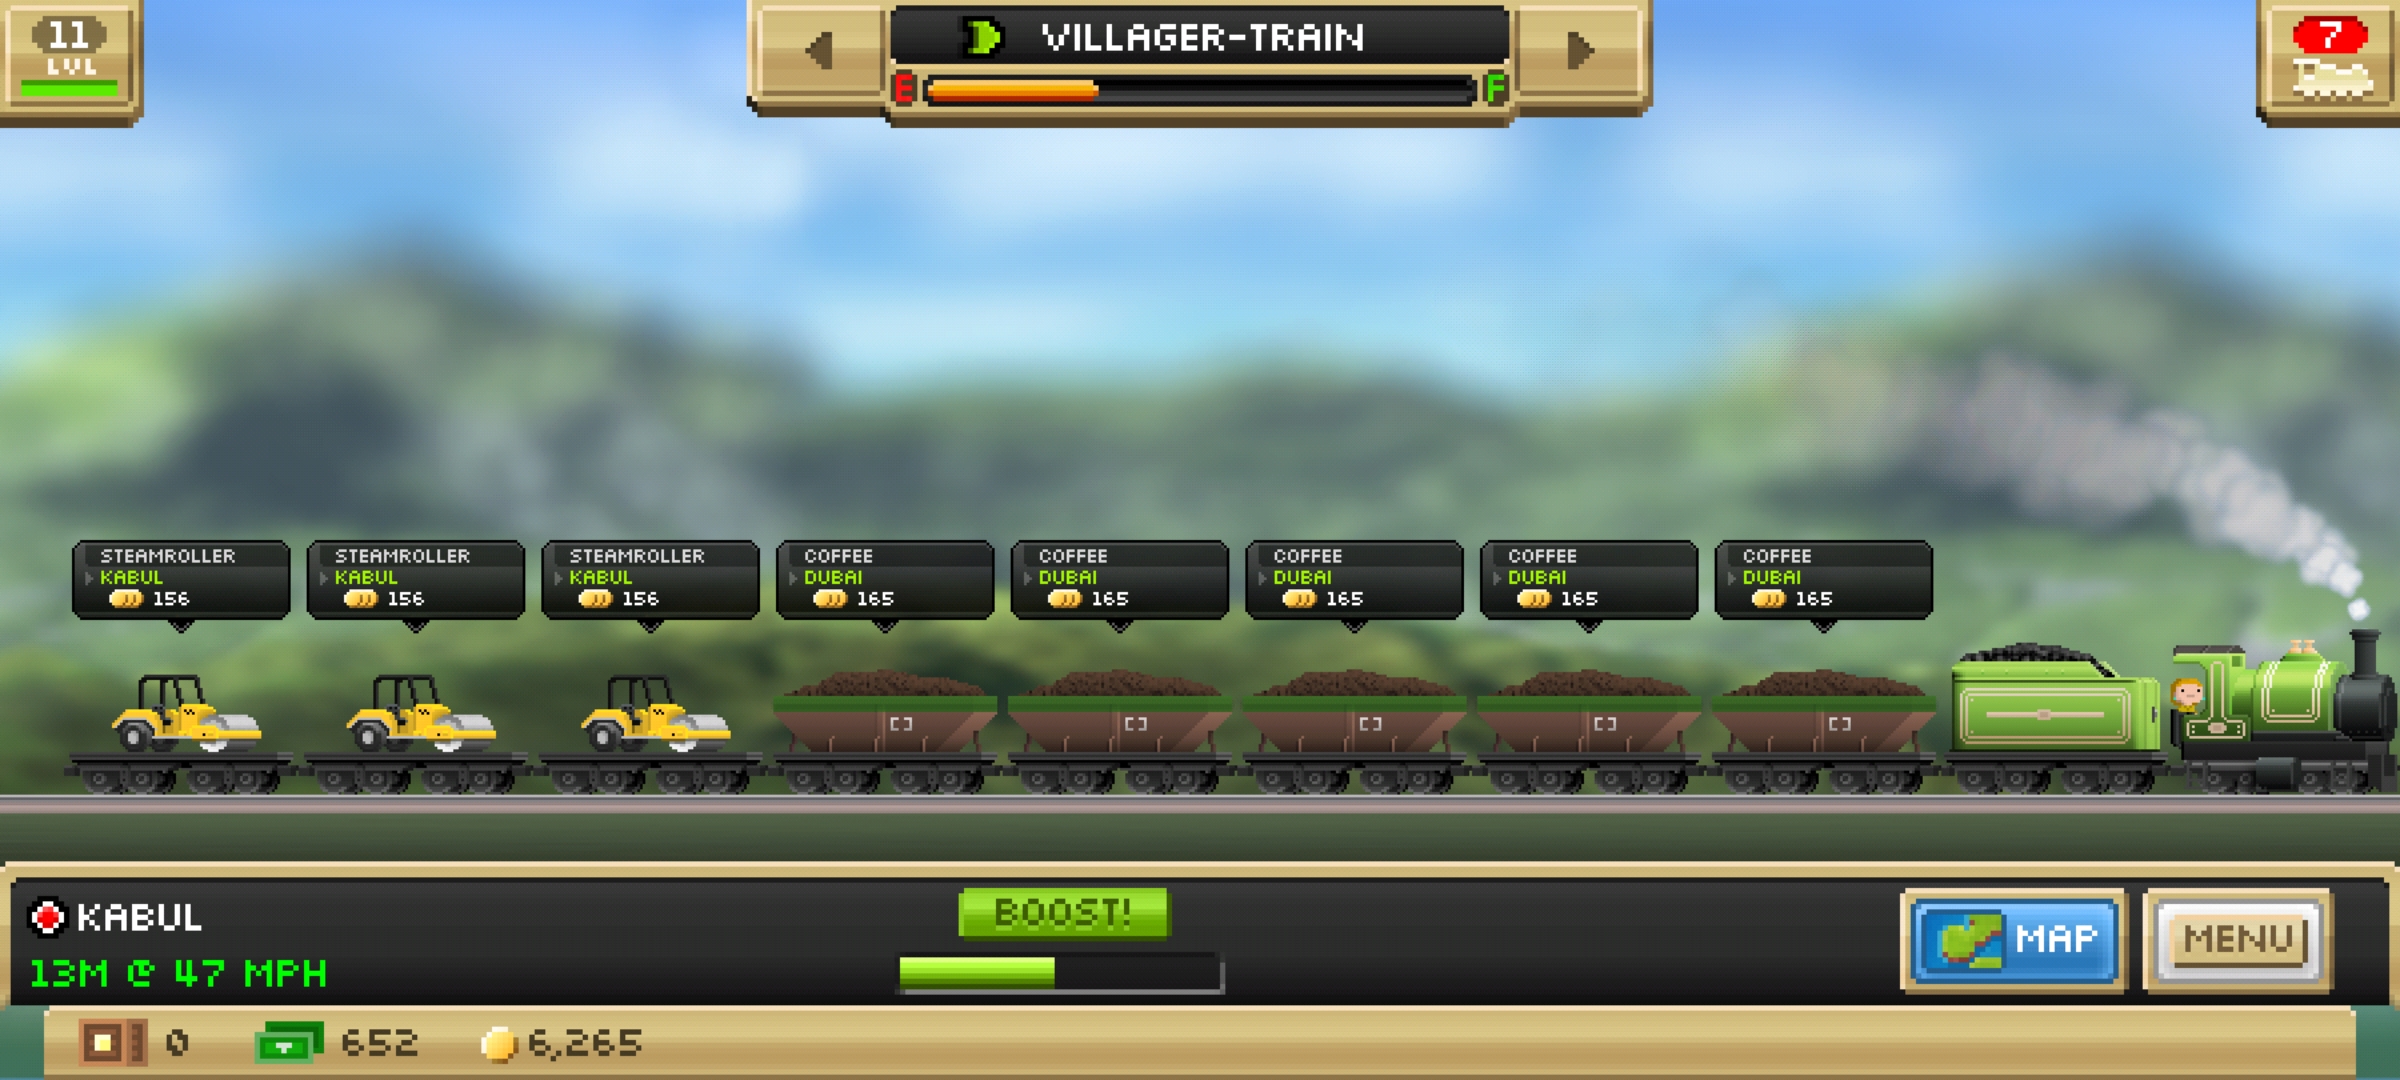 11
LVL
VILLAGER-TRAIN
E F
7
STEAMROLLER
KABUL
156
STEAMROLLER
KABUL
156
STEAMROLLER
KABUL
156
COFFEE
DUBAI
165
COFFEE
DUBAI
165
COFFEE
DUBAI
165
COFFEE
DUBAI
165
COFFEE
DUBAI
165
KABUL
13M @ 47 MPH
BOOST!
MAP
MENU
0
652
6,265